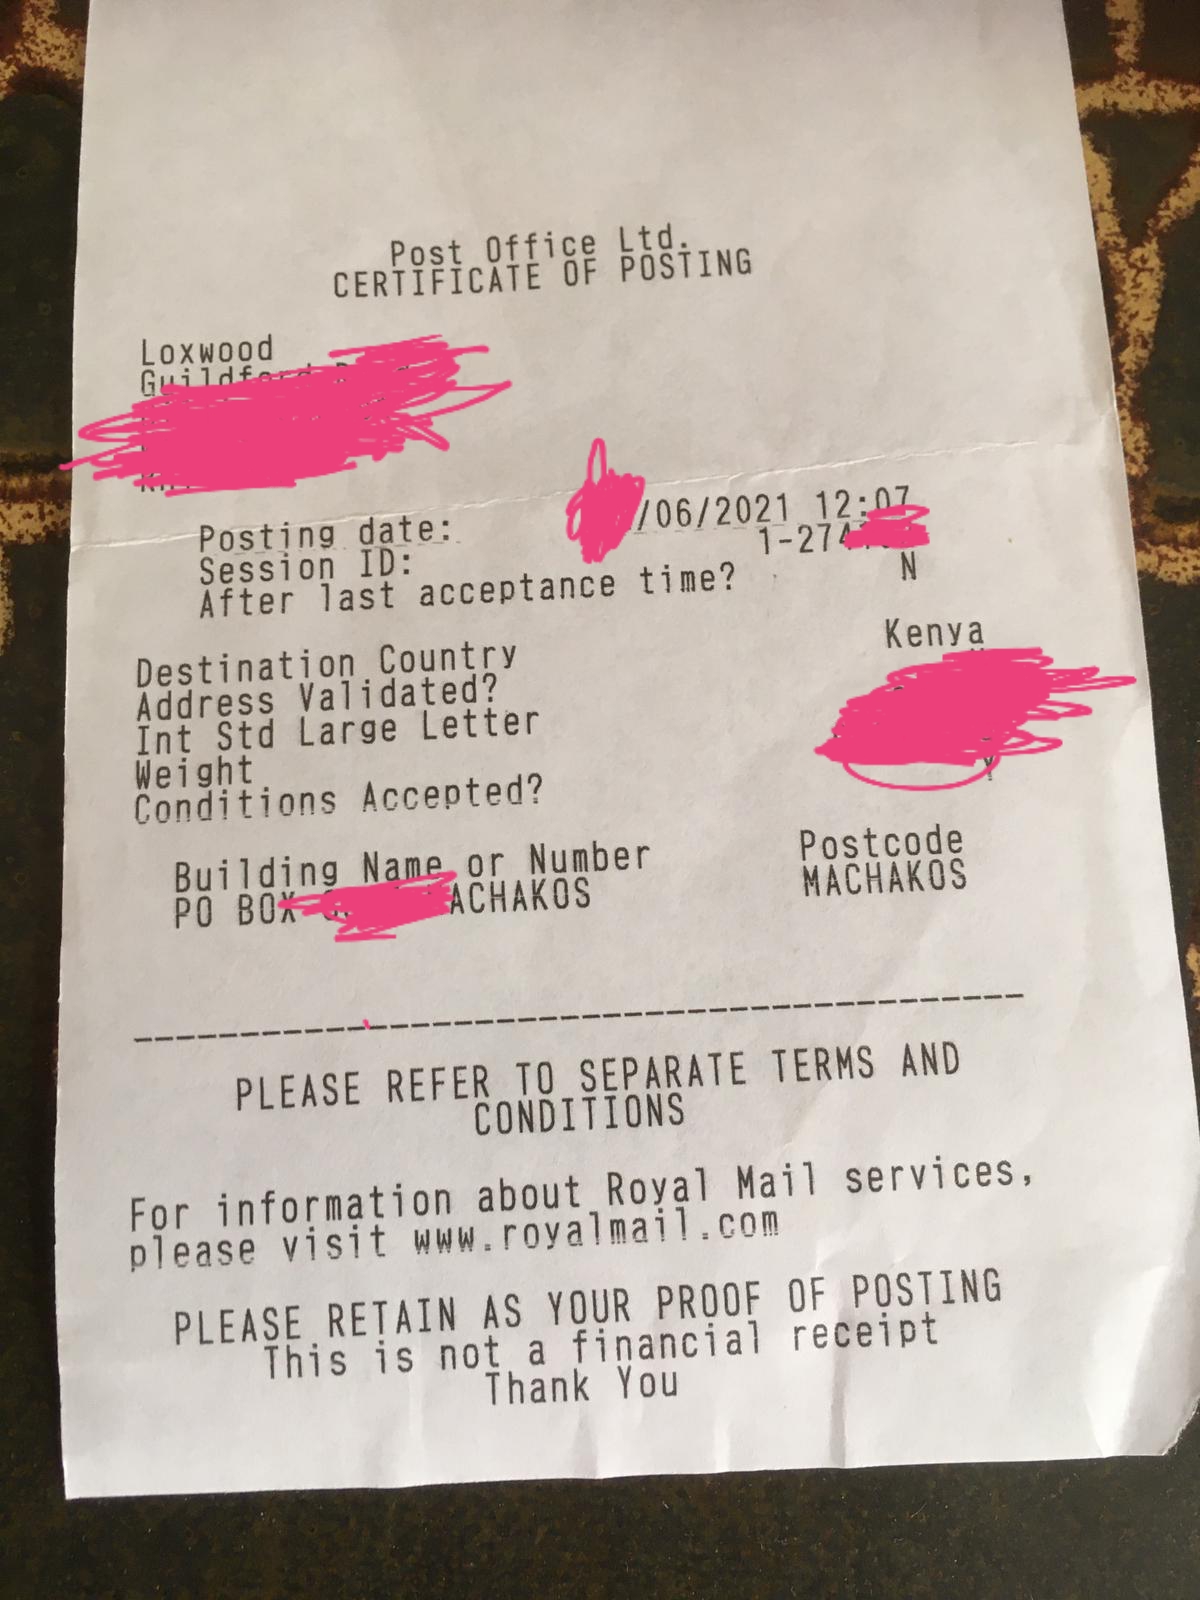 Post Office Ltd.
CERTIFICATE OF POSTING
Loxwood
Guildford
Posting date: /06/2021 12:07
Session ID: 1-274
After last acceptance time? N
Destination Country Kenya
Address Validated?
Int Std Large Letter
Weight
Conditions Accepted? Y
Building Name or Number Postcode
PO BOX ACHAKOS MACHAKOS
PLEASE REFER TO SEPARATE TERMS AND
CONDITIONS
For information about Royal Mail services,
please visit www.royalmail.com
PLEASE RETAIN AS YOUR PROOF OF POSTING
This is not a financial receipt
Thank You